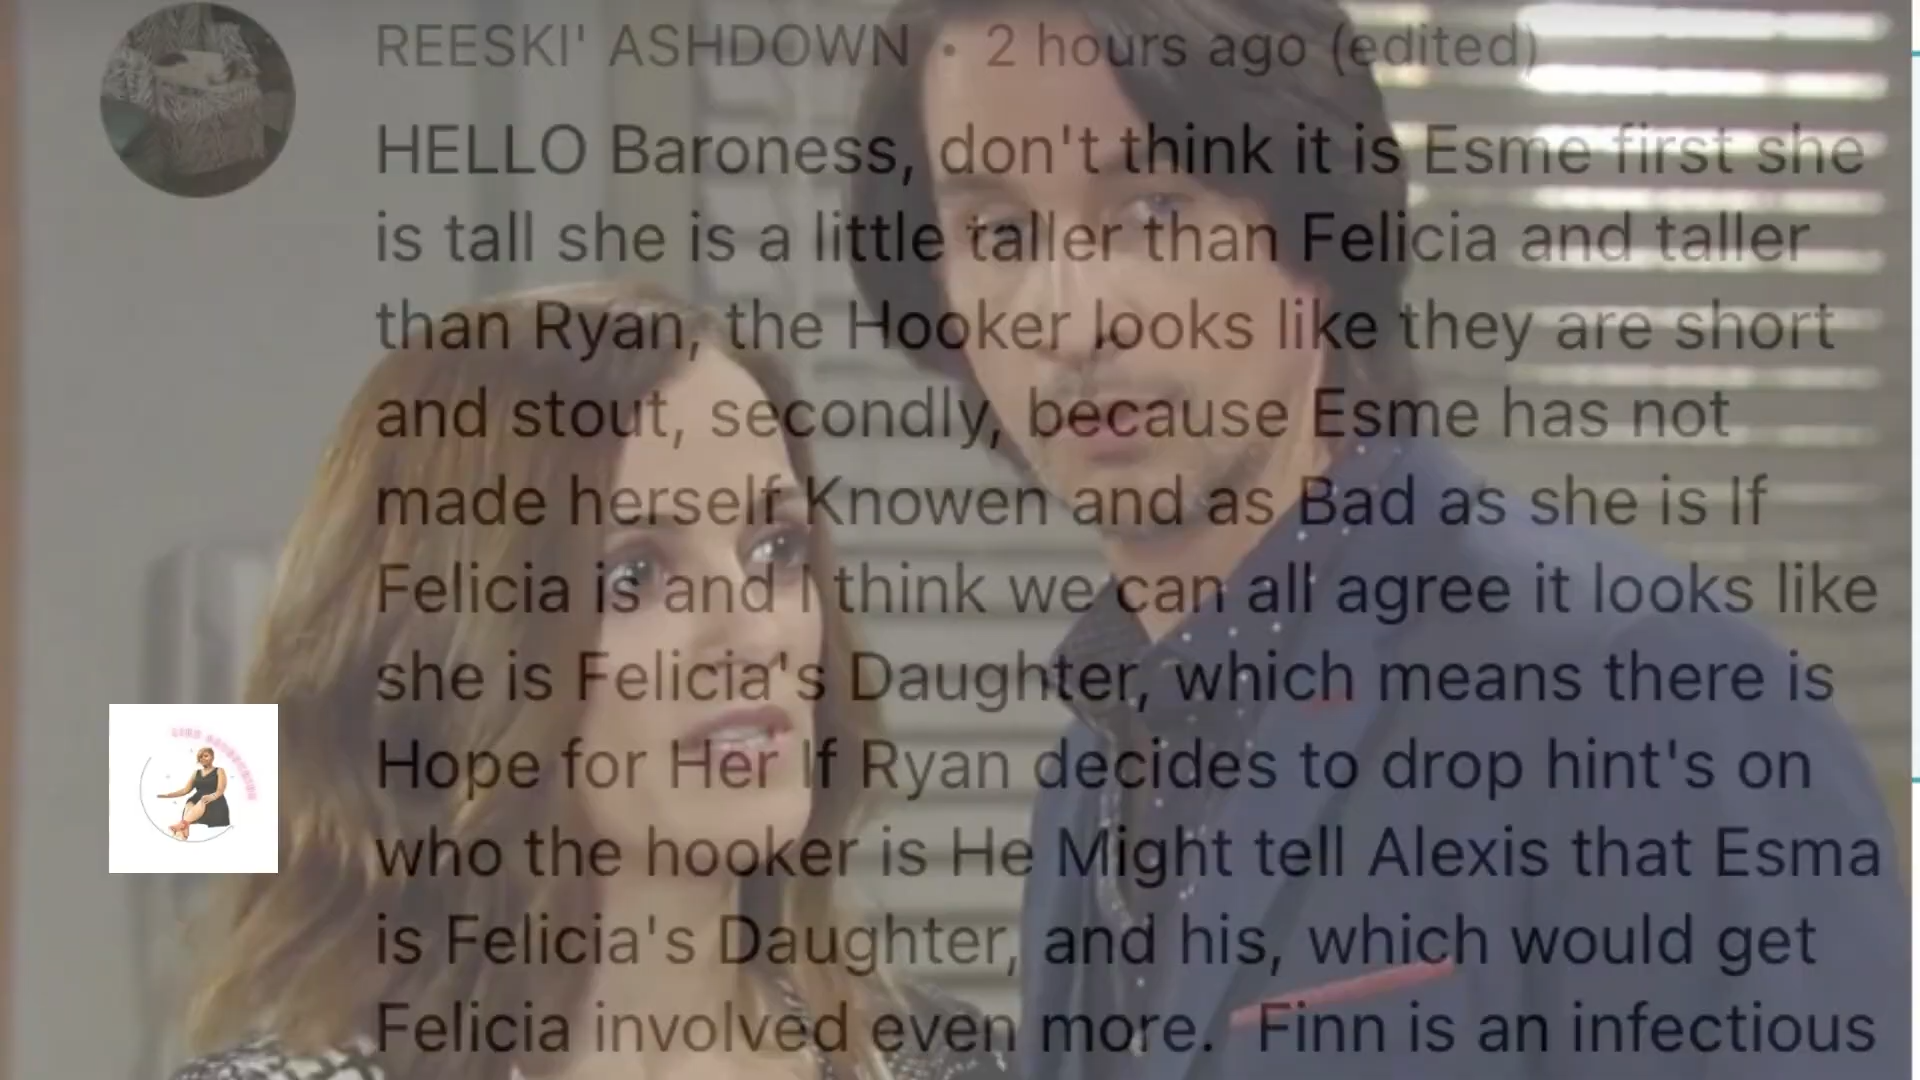 REESKI' ASHDOWN • 2 hours ago (edited)
HELLO Baroness, don't think it is Esme first she
is tall she is a little taller than Felicia and taller
than Ryan, the Hooker looks like they are short
and stout, secondly, because Esme has not
made herself Knowen and as Bad as she is If
Felicia is and I think we can all agree it looks like
she is Felicia's Daughter, which means there is
Hope for Her If Ryan decides to drop hint's on
who the hooker is He Might tell Alexis that Esma
is Felicia's Daughter, and his, which would get
Felicia involved even more. Finn is an infectious